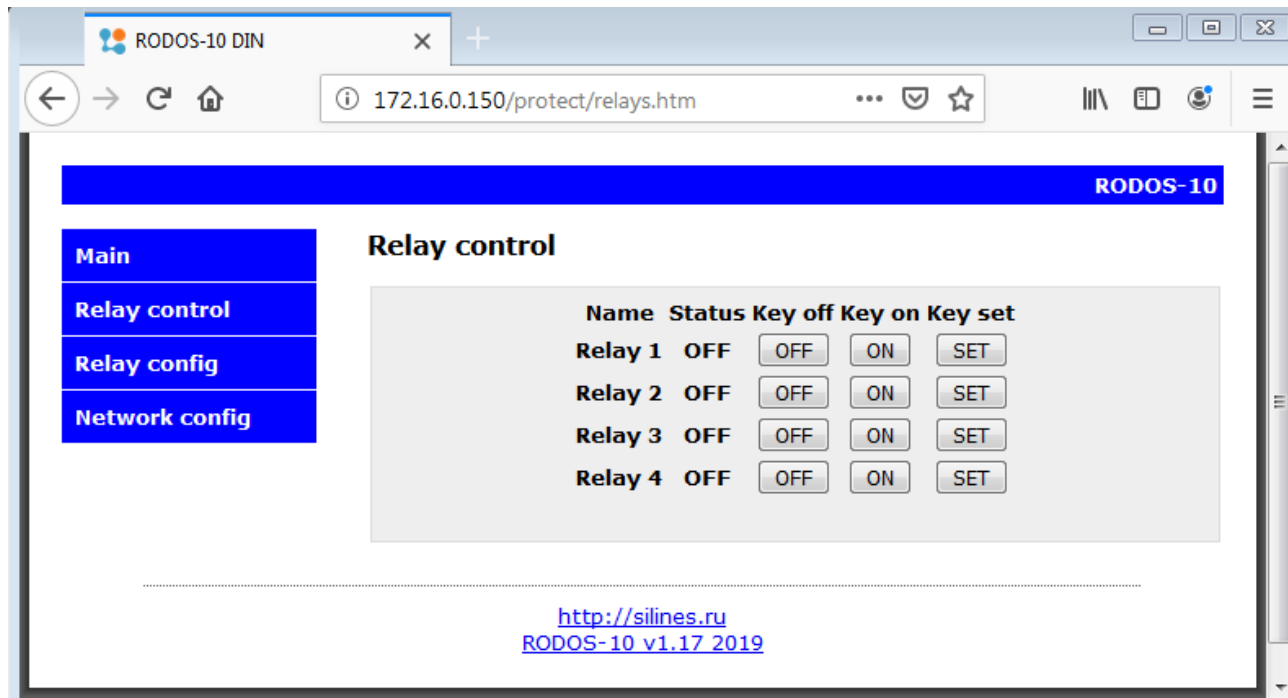 RODOS-10 DIN
172.16.0.150/protect/relays.htm
RODOS-10
Main
Relay control
Relay config
Network config
Relay control
Name Status Key off Key on Key set
Relay 1 OFF OFF ON SET
Relay 2 OFF OFF ON SET
Relay 3 OFF OFF ON SET
Relay 4 OFF OFF ON SET
http://silines.ru
RODOS-10 v1.17 2019